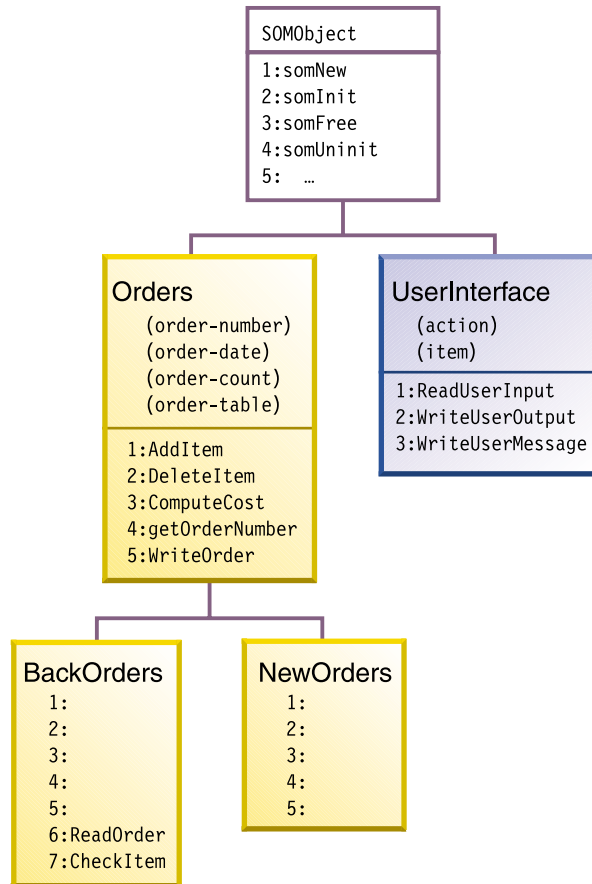 SOMObject
1:somNew
2:somInit
3:somFree
4:somUninit
5: …
Orders
(order-number)
(order-date)
(order-count)
(order-table)
1:AddItem
2:DeleteItem
3:ComputeCost
4:getOrderNumber
5:WriteOrder
UserInterface
(action)
(item)
1:ReadUserInput
2:WriteUserOutput
3:WriteUserMessage
BackOrders
1:
2:
3:
4:
5:
6:ReadOrder
7:CheckItem
NewOrders
1:
2:
3:
4:
5: